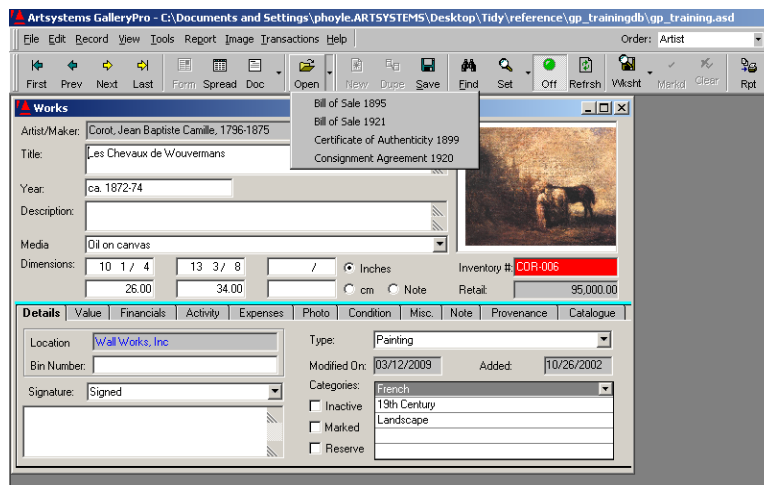 Artsystems GalleryPro - C:\Documents and Settings\phoyle.ARTSYSTEMS\Desktop\Tidy\reference\gp_trainingdb\gp_training.asd
File Edit Record View Tools Report Image Transactions Help Order: Artist
First Prev Next Last Form Spread Doc Open New Dupe Save Find Set Off Refrsh Wksht Markd Clear Rpt
Bill of Sale 1895
Bill of Sale 1921
Certificate of Authenticity 1899
Consignment Agreement 1920
Works
Artist/Maker: Corot, Jean Baptiste Camille, 1796-1875
Title: Les Chevaux de Wouvermans
Year: ca. 1872-74
Description:
Media Oil on canvas
Dimensions: 10 1 / 4 13 3 / 8 / Inches Inventory #: COR-006
26.00 34.00 cm Note Retail: 95,000.00
Details Value Financials Activity Expenses Photo Condition Misc. Note Provenance Catalogue
Location Wall Works, Inc Type: Painting
Bin Number: Modified On: 03/12/2009 Added: 10/26/2002
Signature: Signed Categories: French
Inactive 19th Century
Marked Landscape
Reserve